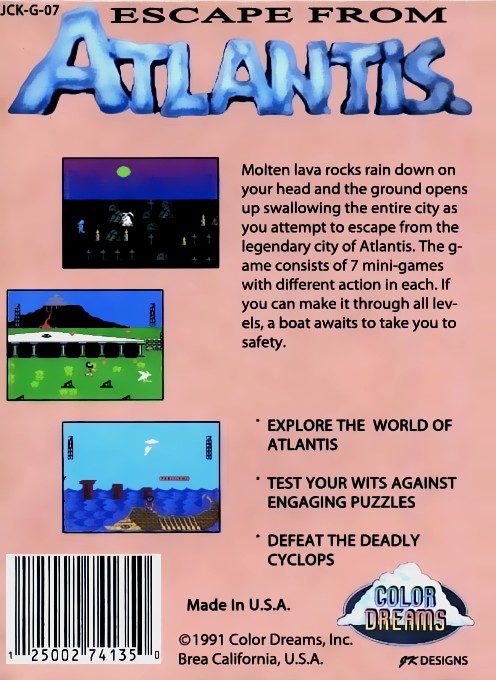 JCK-G-07
ESCAPE FROM
ATLANTIS.
Molten lava rocks rain down on
your head and the ground opens
up swallowing the entire city as
you attempt to escape from the
legendary city of Atlantis. The g-
ame consists of 7 mini-games
with different action in each. If
you can make it through all lev-
els, a boat awaits to take you to
safety.
* EXPLORE THE WORLD OF
ATLANTIS
* TEST YOUR WITS AGAINST
ENGAGING PUZZLES
* DEFEAT THE DEADLY
CYCLOPS
Made In U.S.A.
©1991 Color Dreams, Inc.
Brea California, U.S.A.
COLOR
DREAMS
JK DESIGNS
1 25002 74135 0